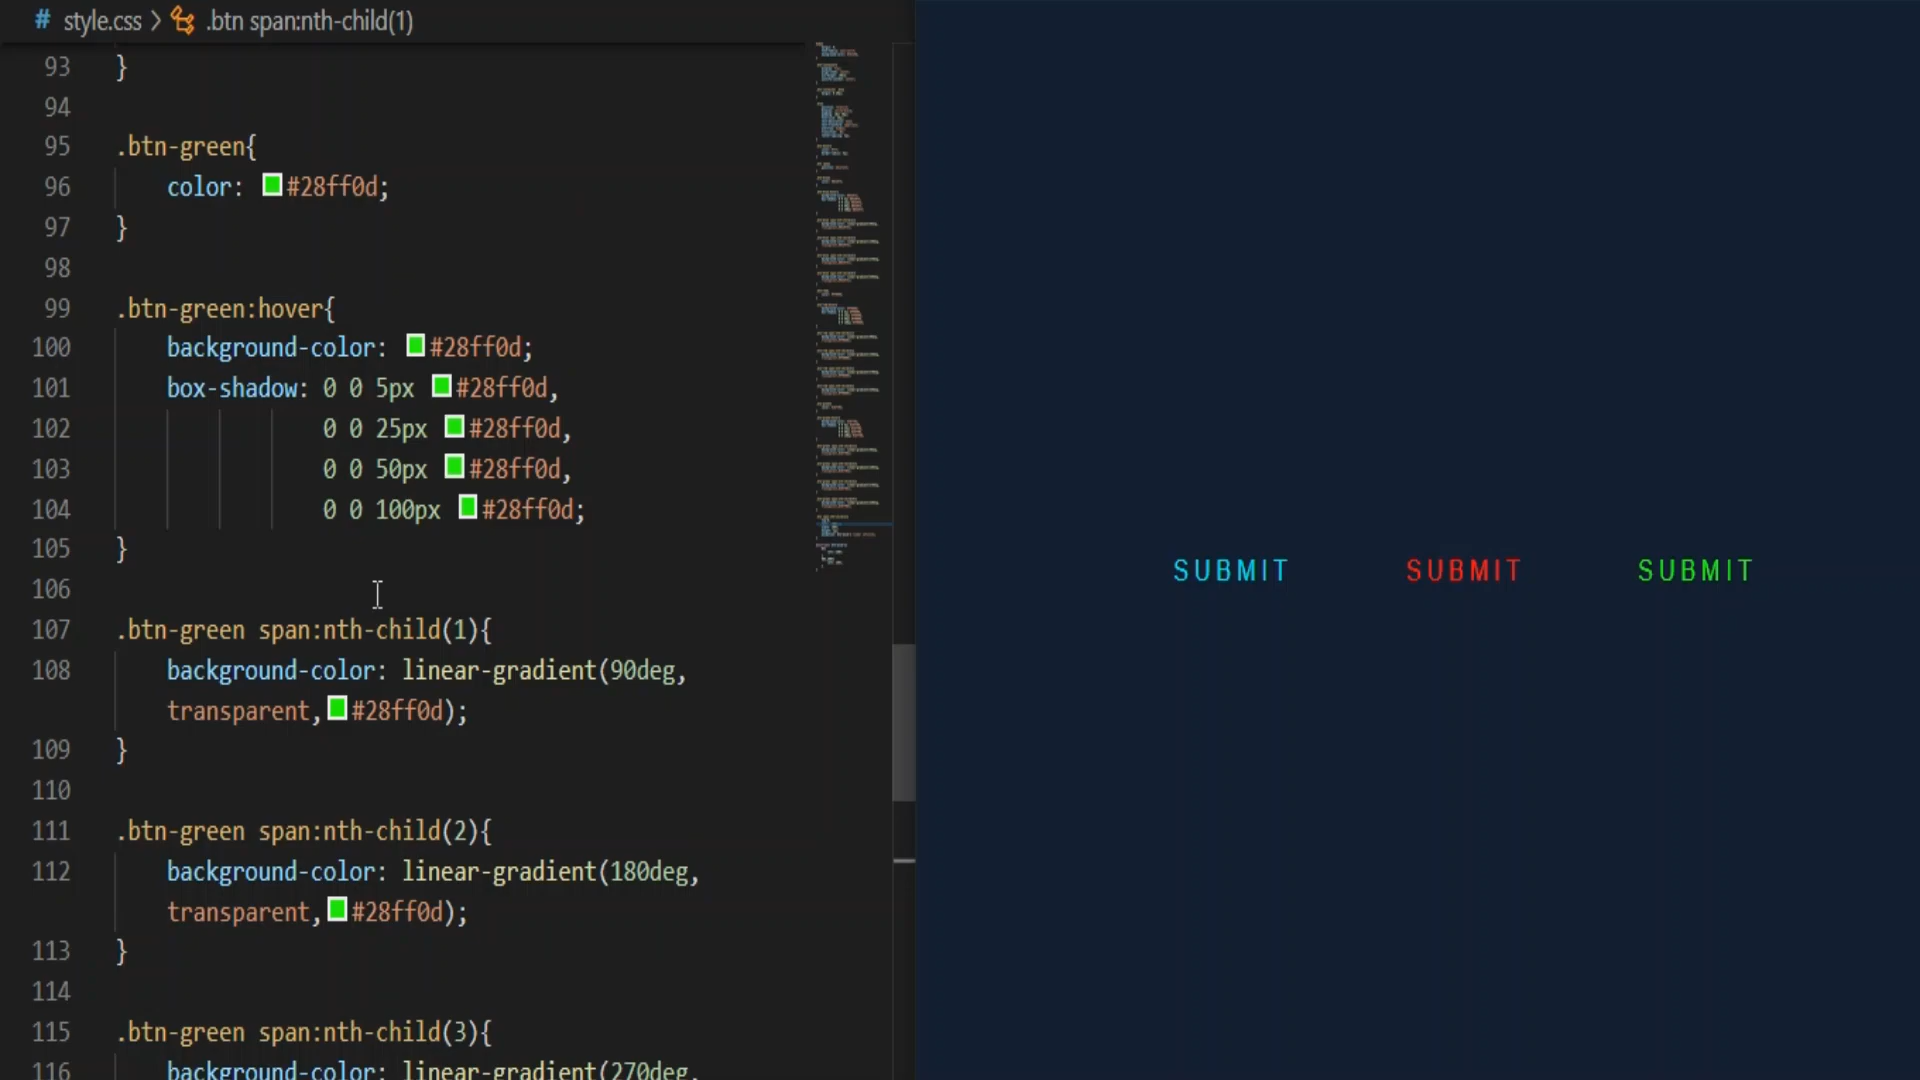 # style.css > .btn span:nth-child(1)
93 }
94
95 .btn-green{
96 color: #28ff0d;
97 }
98
99 .btn-green:hover{
100 background-color: #28ff0d;
101 box-shadow: 0 0 5px #28ff0d,
102 0 0 25px #28ff0d,
103 0 0 50px #28ff0d,
104 0 0 100px #28ff0d;
105 }
106
107 .btn-green span:nth-child(1){
108 background-color: linear-gradient(90deg,
transparent,#28ff0d);
109 }
110
111 .btn-green span:nth-child(2){
112 background-color: linear-gradient(180deg,
transparent,#28ff0d);
113 }
114
115 .btn-green span:nth-child(3){
116 background-color: linear-gradient(270deg,
SUBMIT SUBMIT SUBMIT